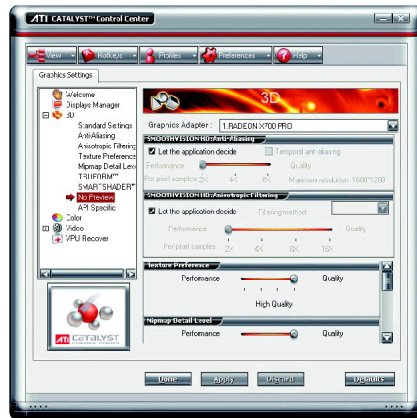 ATI CATALYST™ Control Center
View Hotkeys Profiles Preferences Help
Graphics Settings
Welcome
Displays Manager
3D
Standard Settings
Anti-Aliasing
Anisotropic Filtering
Texture Preference
Mipmap Detail Leve
TRUFORM™
SMARTSHADER™
No Preview
API Specific
Color
Video
VPU Recover
ATI CATALYST
CONTROL CENTER
3D
Graphics Adapter : 1.RADEON X700 PRO
SMOOTHVISION HD:Anti-Aliasing
Let the application decide Temporal anti-aliasing
Performance Quality
Per pixel samples: 2X 4X 6X Maximum resolution: 1600*1200
SMOOTHVISION HD:Anisotropic Filtering
Let the application decide Filtering method
Performance Quality
Per pixel samples 2X 4X 8X 16X
Texture Preference
Performance Quality
High Quality
Mipmap Detail Level
Performance Quality
Done Apply Discard Defaults